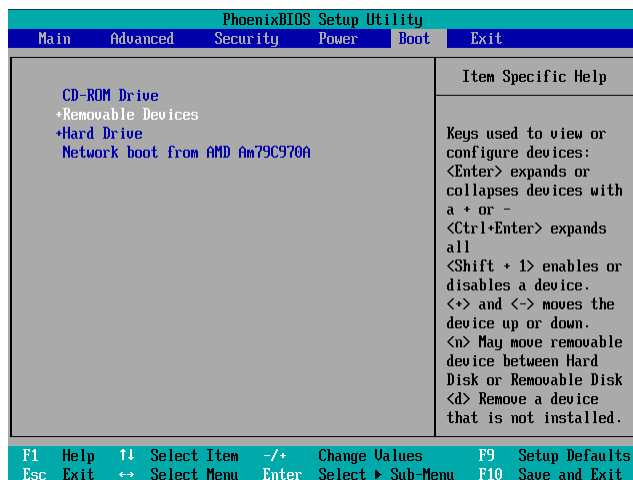 PhoenixBIOS Setup Utility
Main Advanced Security Power Boot Exit
CD-ROM Drive
+Removable Devices
+Hard Drive
Network boot from AMD Am79C970A
Item Specific Help
Keys used to view or
configure devices:
<Enter> expands or
collapses devices with
a + or -
<Ctrl+Enter> expands
all
<Shift + 1> enables or
disables a device.
<+> and <-> moves the
device up or down.
<n> May move removable
device between Hard
Disk or Removable Disk
<d> Remove a device
that is not installed.
F1 Help ↑↓ Select Item -/+ Change Values F9 Setup Defaults
Esc Exit ↔ Select Menu Enter Select ▶ Sub-Menu F10 Save and Exit